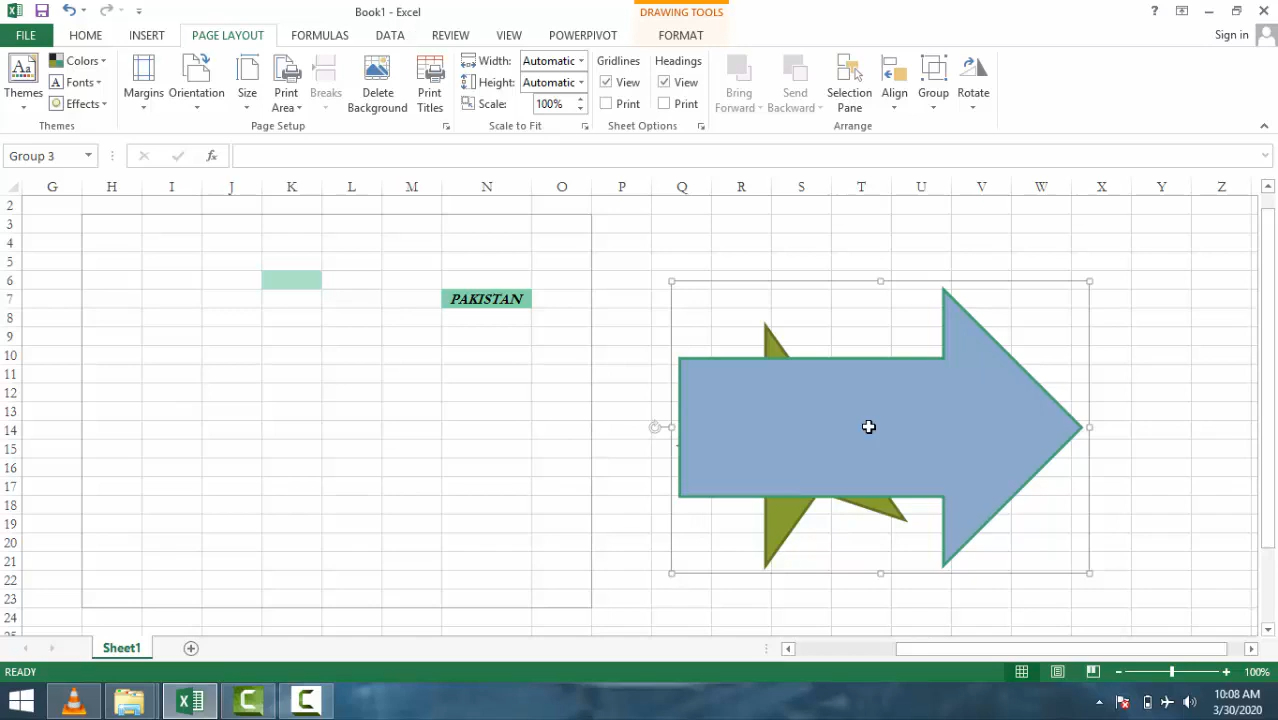 Book1 - Excel
DRAWING TOOLS
?
FILE HOME INSERT PAGE LAYOUT FORMULAS DATA REVIEW VIEW POWERPIVOT FORMAT Sign in
Themes
Colors
Fonts
Effects
Themes
Margins
Orientation
Size
Print Area
Breaks
Delete Background
Print Titles
Page Setup
Width: Automatic
Height: Automatic
Scale: 100%
Scale to Fit
Gridlines
View
Print
Headings
View
Print
Sheet Options
Bring Forward
Send Backward
Selection Pane
Align
Group
Rotate
Arrange
Group 3
fx
G H I J K L M N O P Q R S T U V W X Y Z
2
3
4
5
6
7 PAKISTAN
8
9
10
11
12
13
14
15
16
17
18
19
20
21
22
23
24
25
Sheet1
READY
100%
10:08 AM
3/30/2020